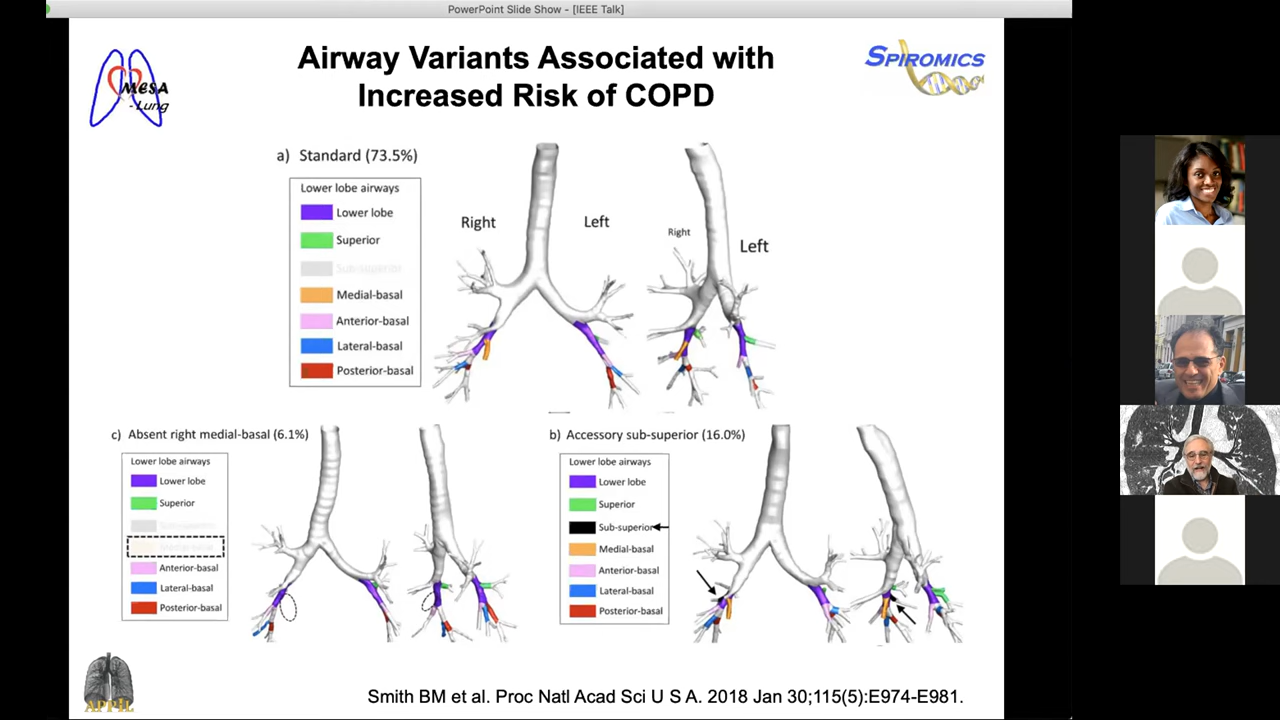 PowerPoint Slide Show - [IEEE Talk]
Airway Variants Associated with
Increased Risk of COPD
MESA
- Lung
SPIROMICS
a) Standard (73.5%)
Lower lobe airways
Lower lobe
Superior
Sub-superior
Medial-basal
Anterior-basal
Lateral-basal
Posterior-basal
Right
Left
Right
Left
c) Absent right medial-basal (6.1%)
Lower lobe airways
Lower lobe
Superior
Sub-superior
Anterior-basal
Lateral-basal
Posterior-basal
b) Accessory sub-superior (16.0%)
Lower lobe airways
Lower lobe
Superior
Sub-superior
Medial-basal
Anterior-basal
Lateral-basal
Posterior-basal
APPIL
Smith BM et al. Proc Natl Acad Sci U S A. 2018 Jan 30;115(5):E974-E981.